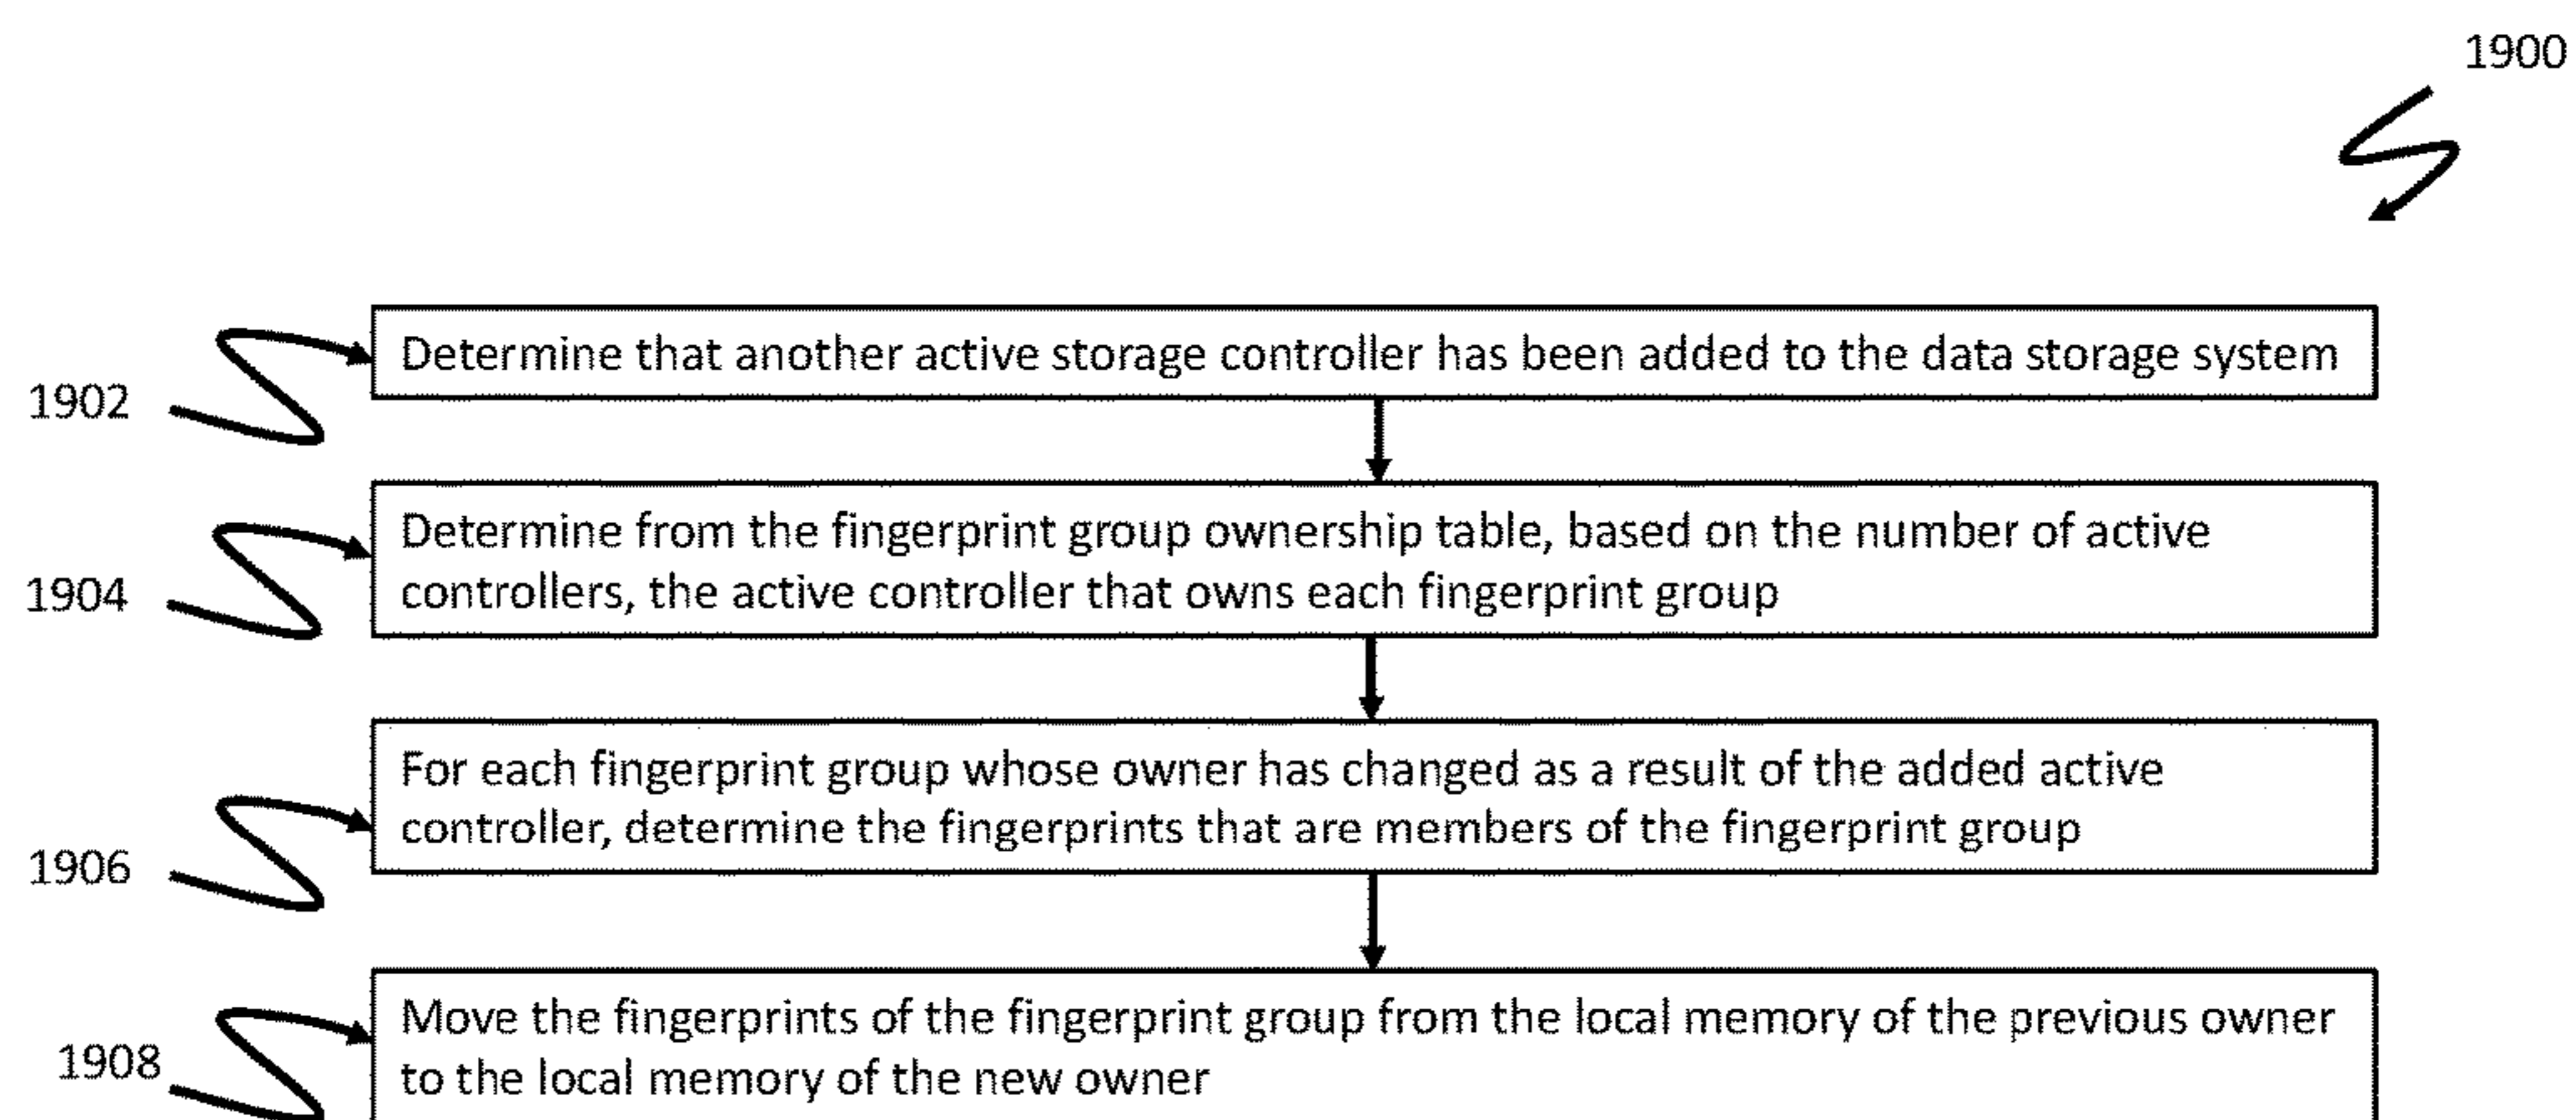 1900
Determine that another active storage controller has been added to the data storage system
1902
Determine from the fingerprint group ownership table, based on the number of active
controllers, the active controller that owns each fingerprint group
1904
For each fingerprint group whose owner has changed as a result of the added active
controller, determine the fingerprints that are members of the fingerprint group
1906
Move the fingerprints of the fingerprint group from the local memory of the previous owner
to the local memory of the new owner
1908